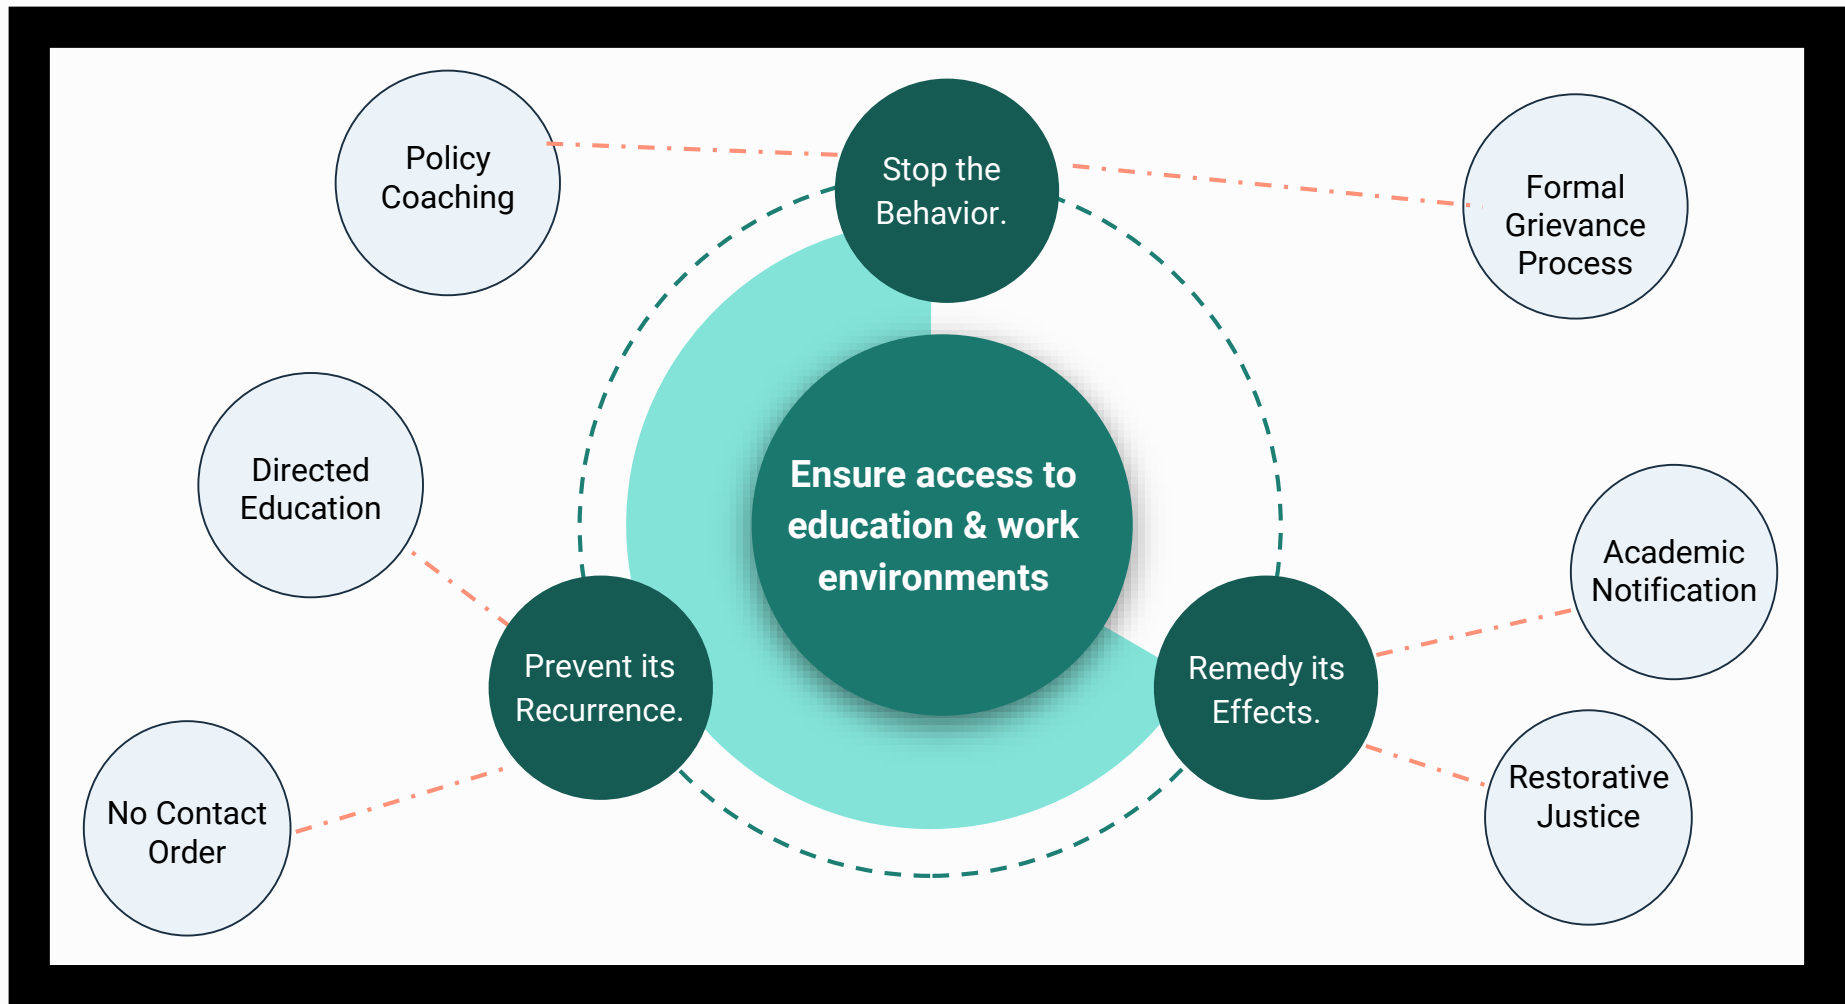 Policy
Coaching
Stop the
Behavior.
Formal
Grievance
Process
Directed
Education
Ensure access to
education & work
environments
Academic
Notification
Prevent its
Recurrence.
Remedy its
Effects.
No Contact
Order
Restorative
Justice